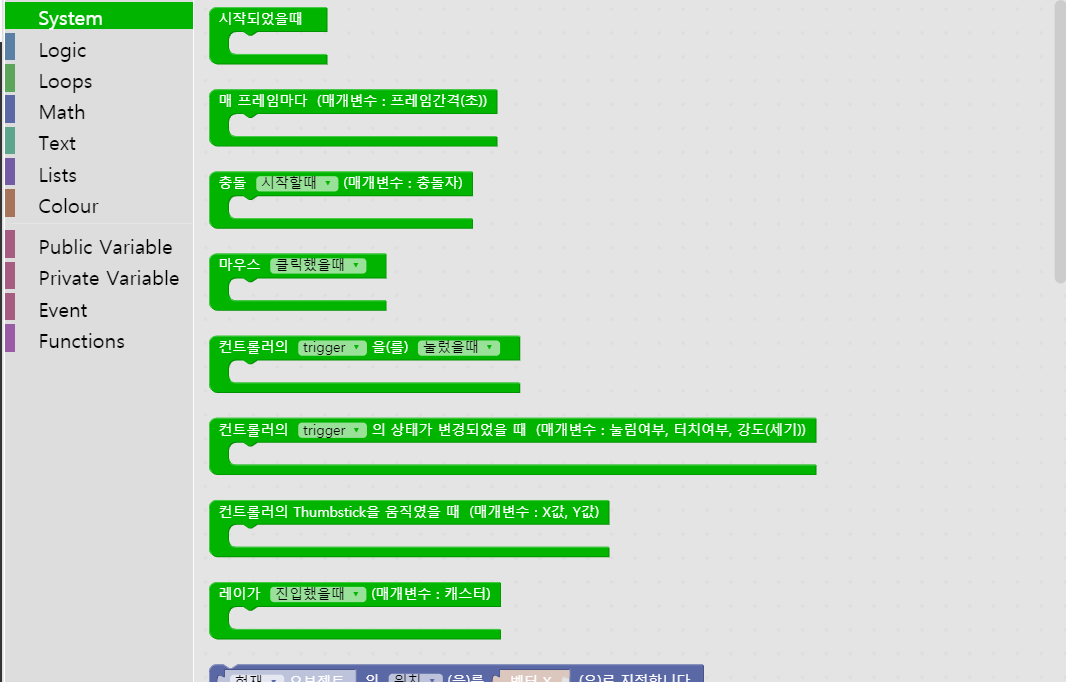 System
Logic
Loops
Math
Text
Lists
Colour
Public Variable
Private Variable
Event
Functions
시작되었을때
매 프레임마다 (매개변수 : 프레임간격(초))
충돌 시작할때 (매개변수 : 충돌자)
마우스 클릭했을때
컨트롤러의 trigger 을(를) 눌렀을때
컨트롤러의 trigger 의 상태가 변경되었을 때 (매개변수 : 눌림여부, 터치여부, 강도(세기))
컨트롤러의 Thumbstick을 움직였을 때 (매개변수 : X값, Y값)
레이가 진입했을때 (매개변수 : 캐스터)
현재 오브젝트 의 위치 (을)를 벡터 X (으)로 지정합니다